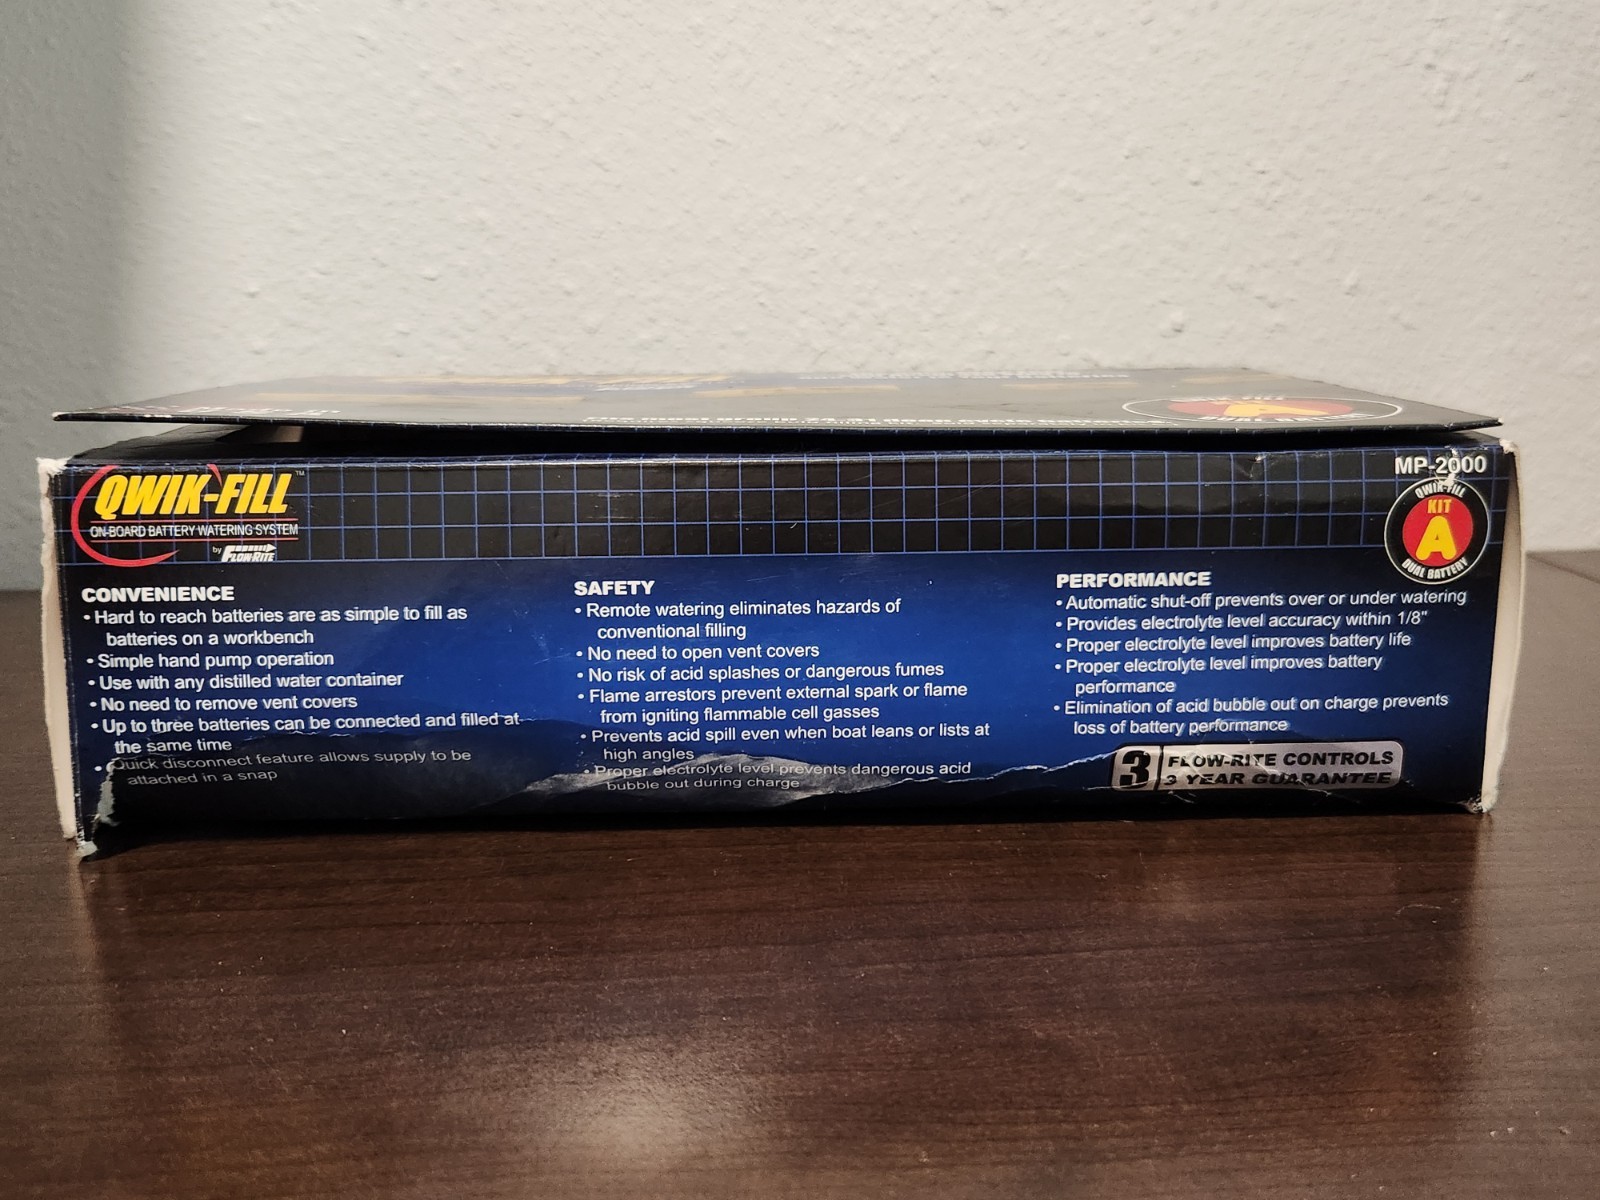 QWIK-FILL™
ON-BOARD BATTERY WATERING SYSTEM
by FLOW-RITE
MP-2000
QWIK-FILL
KIT
A
DUAL BATTERY
CONVENIENCE
• Hard to reach batteries are as simple to fill as
batteries on a workbench
• Simple hand pump operation
• Use with any distilled water container
• No need to remove vent covers
• Up to three batteries can be connected and filled at
the same time
• Quick disconnect feature allows supply to be
attached in a snap
SAFETY
• Remote watering eliminates hazards of
conventional filling
• No need to open vent covers
• No risk of acid splashes or dangerous fumes
• Flame arrestors prevent external spark or flame
from igniting flammable cell gasses
• Prevents acid spill even when boat leans or lists at
high angles
• Proper electrolyte level prevents dangerous acid
bubble out during charge
PERFORMANCE
• Automatic shut-off prevents over or under watering
• Provides electrolyte level accuracy within 1/8"
• Proper electrolyte level improves battery life
• Proper electrolyte level improves battery
performance
• Elimination of acid bubble out on charge prevents
loss of battery performance
3 FLOW-RITE CONTROLS
3 YEAR GUARANTEE